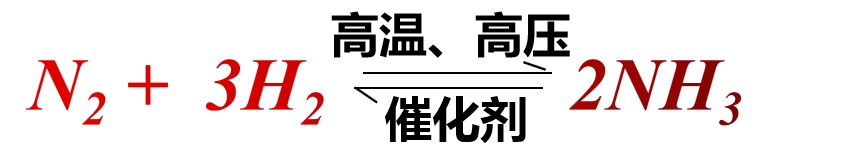 高温、高压
N₂ + 3H₂ ⇌ 2NH₃
催化剂